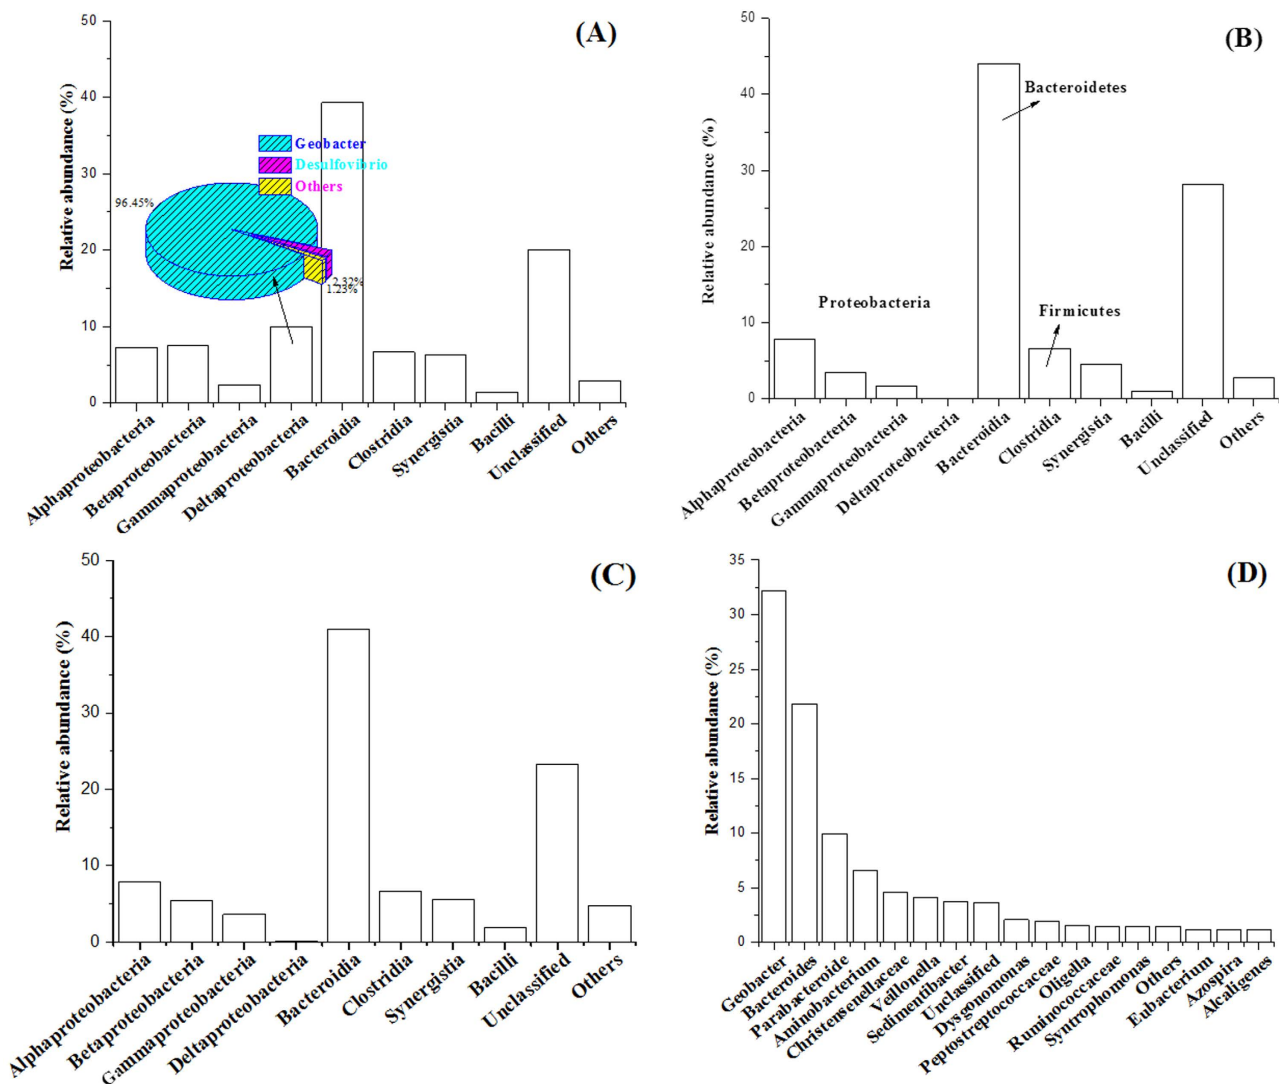 (A)
Relative abundance (%)
50
40
30
20
10
0
Geobacter
Desulfovibrio
Others
96.45%
2.32%
1.23%
Alphaproteobacteria
Betaproteobacteria
Gammaproteobacteria
Deltaproteobacteria
Bacteroidia
Clostridia
Synergistia
Bacilli
Unclassified
Others
(B)
Relative abundance (%)
50
40
30
20
10
0
Bacteroidetes
Proteobacteria
Firmicutes
Alphaproteobacteria
Betaproteobacteria
Gammaproteobacteria
Deltaproteobacteria
Bacteroidia
Clostridia
Synergistia
Bacilli
Unclassified
Others
(C)
Relative abundance (%)
50
40
30
20
10
0
Alphaproteobacteria
Betaproteobacteria
Gammaproteobacteria
Deltaproteobacteria
Bacteroidia
Clostridia
Synergistia
Bacilli
Unclassified
Others
(D)
Relative abundance (%)
35
30
25
20
15
10
5
0
Geobacter
Bacteroides
Parabacteroide
Aminobacterium
Christensenellaceae
Veillonella
Sedimentibacter
Unclassified
Dysgonomonas
Peptostreptococcaceae
Oligella
Ruminococcaceae
Syntrophomonas
Others
Eubacterium
Azospira
Alcaligenes